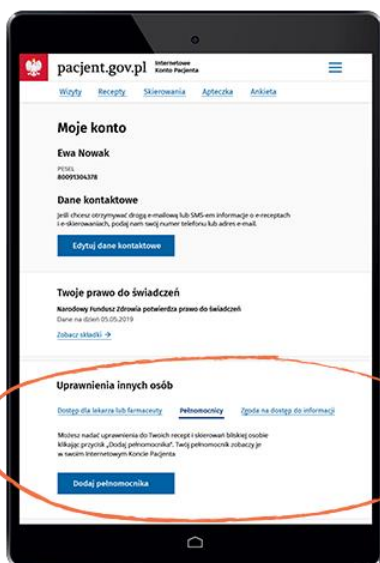 pacjent.gov.pl
Internetowe
Konto Pacjenta
Wizyty Recepty Skierowania Apteczka Ankieta
Moje konto
Ewa Nowak
PESEL
80091304378
Dane kontaktowe
Jeśli chcesz otrzymywać drogą e-mailową lub SMS-em informacje o e-receptach
i e-skierowaniach, podaj nam swój numer telefonu lub adres e-mail.
Edytuj dane kontaktowe
Twoje prawo do świadczeń
Narodowy Fundusz Zdrowia potwierdza prawo do świadczeń
Dane na dzień 05.05.2019
Zobacz składki →
Uprawnienia innych osób
Dostęp dla lekarza lub farmaceuty Pełnomocnicy Zgoda na dostęp do informacji
Możesz nadać uprawnienia do Twoich recept i skierowań bliskiej osobie
klikając przycisk „Dodaj pełnomocnika”. Twój pełnomocnik zobaczy je
w swoim Internetowym Koncie Pacjenta
Dodaj pełnomocnika